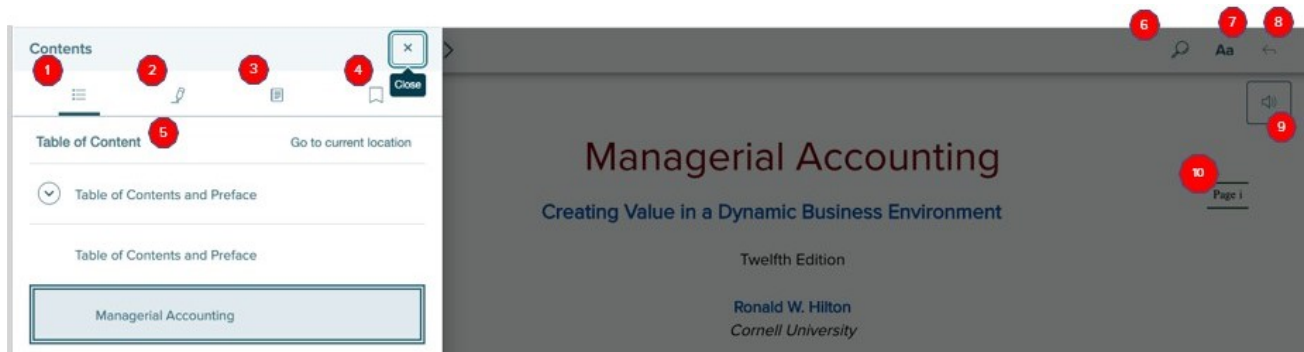 6 7 8
Contents × >
Aa
1 2 3 4
Close
9
5
Table of Content Go to current location
Managerial Accounting
10
Page i
Table of Contents and Preface
Creating Value in a Dynamic Business Environment
Table of Contents and Preface
Twelfth Edition
Managerial Accounting
Ronald W. Hilton
Cornell University